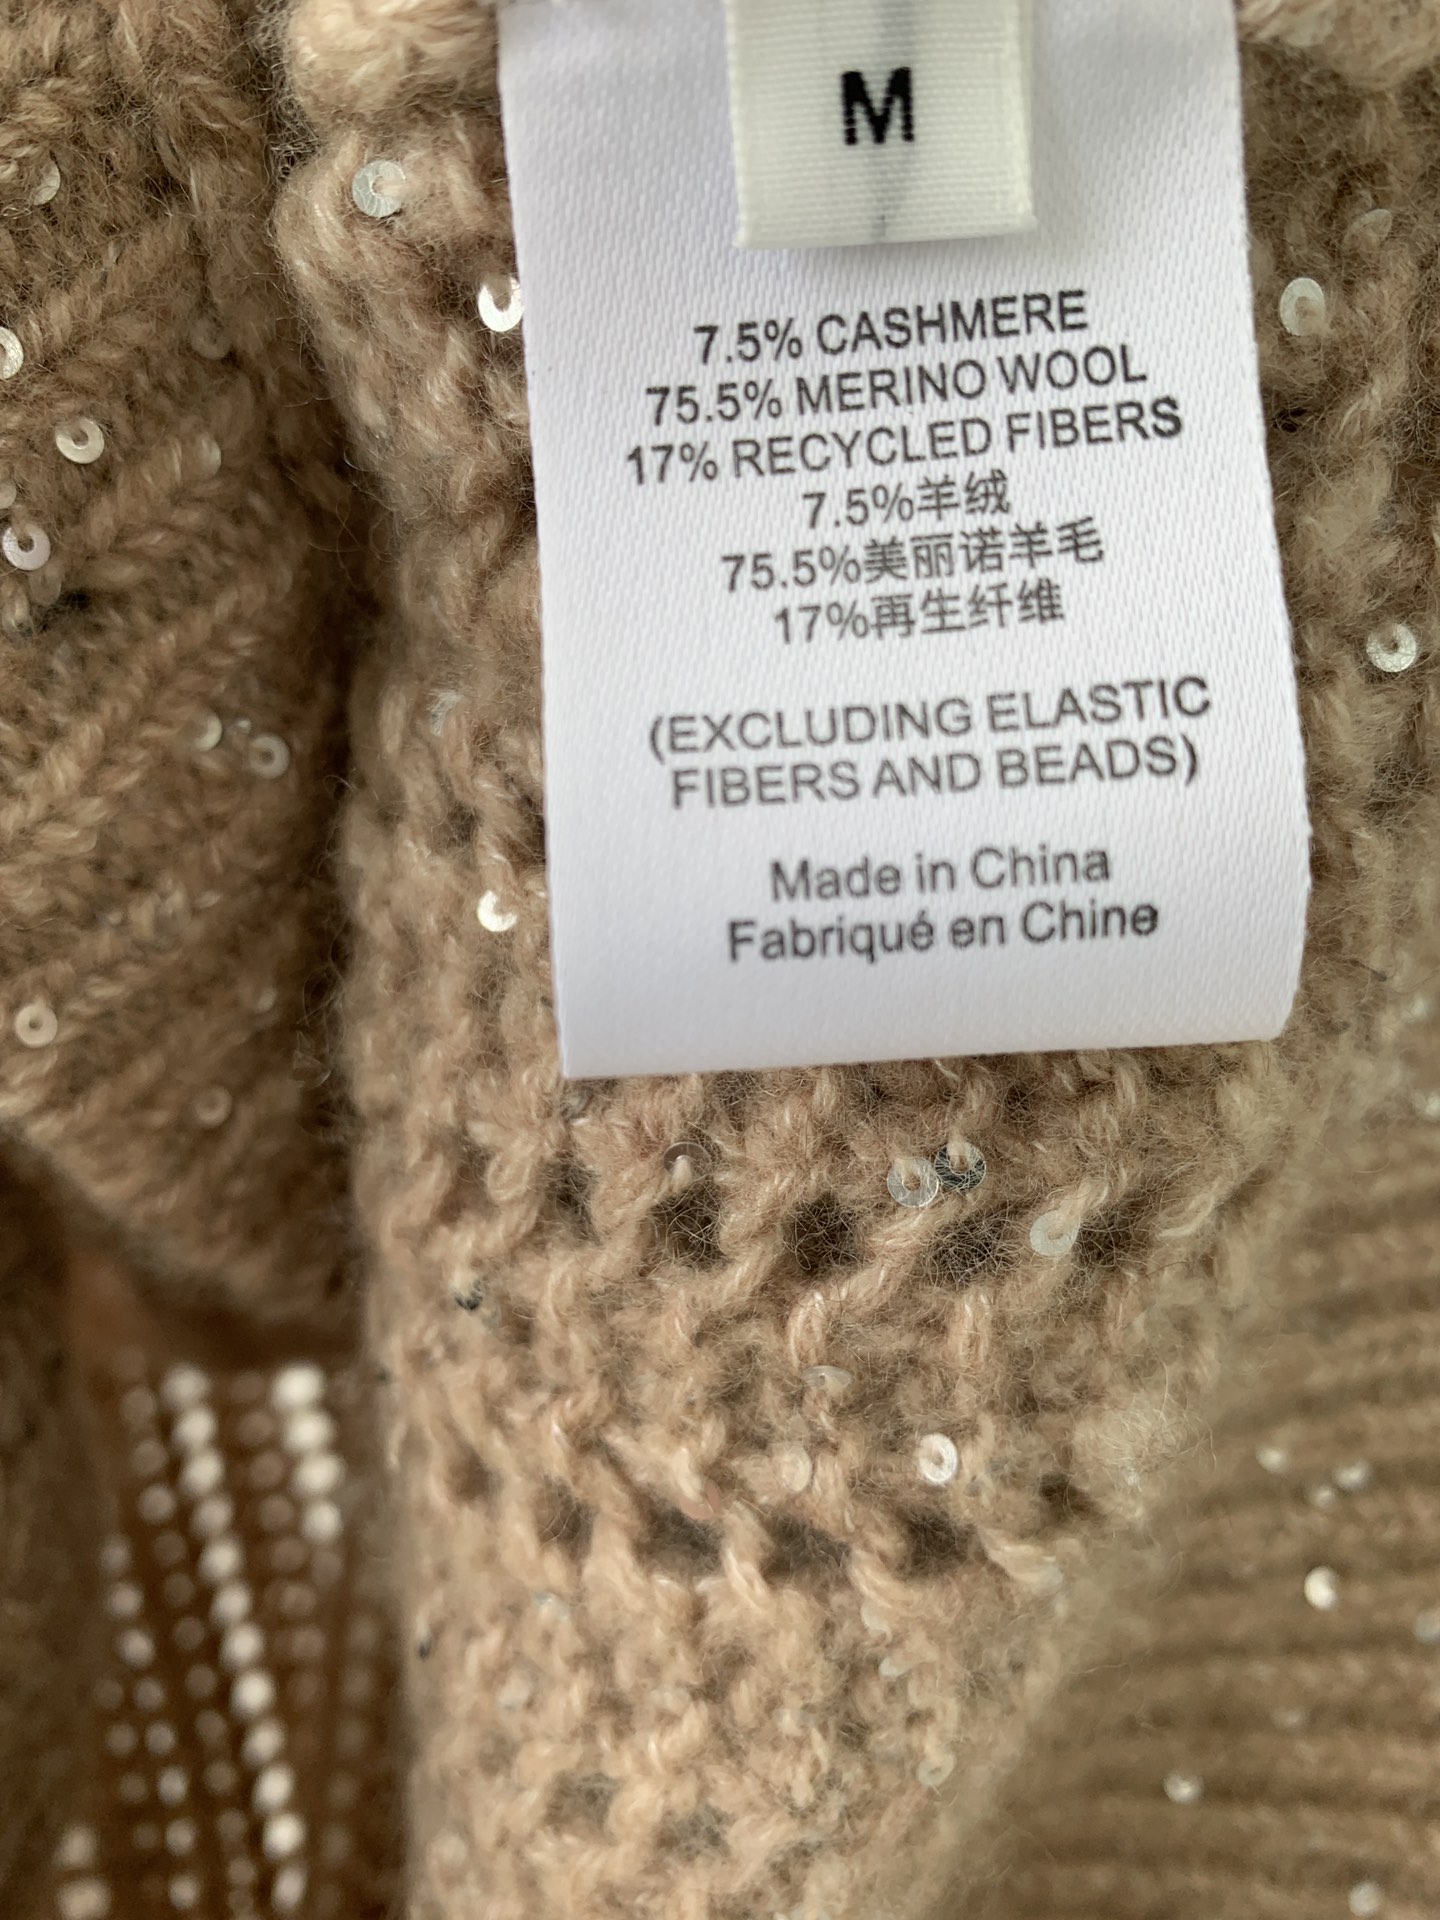 M
7.5% CASHMERE
75.5% MERINO WOOL
17% RECYCLED FIBERS
7.5%羊绒
75.5%美丽诺羊毛
17%再生纤维
(EXCLUDING ELASTIC
FIBERS AND BEADS)
Made in China
Fabriqué en Chine